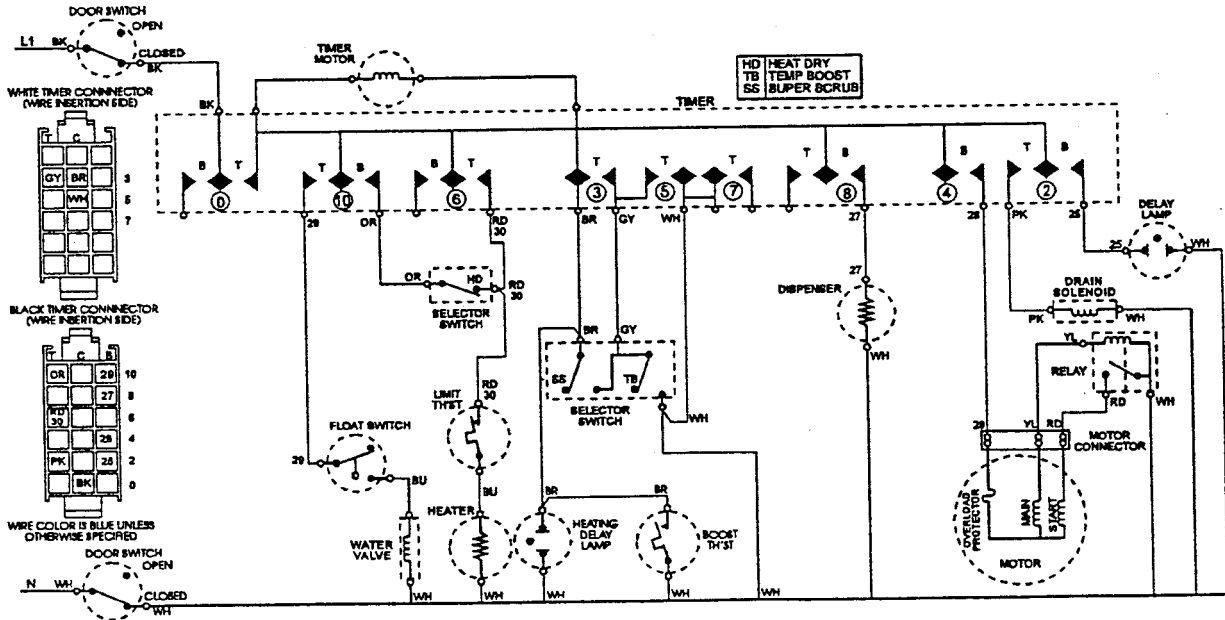 DOOR SWITCH
OPEN
L1
BK
CLOSED
BK
TIMER
MOTOR
HD HEAT DRY
TB TEMP BOOST
SS SUPER SCRUB
WHITE TIMER CONNNECTOR
(WIRE INSERTION SIDE)
T C
GY BR 3
WH 5
7
BK
TIMER
B T
0
T B
10
B T
6
T
3
T
5
T
7
T B
8
B
4
T B
2
29
OR
RD
30
BR
GY
WH
27
28
PK
25
DELAY
LAMP
25
WH
OR
HD
RD
30
SELECTOR
SWITCH
27
DISPENSER
WH
DRAIN
SOLENOID
PK
WH
BLACK TIMER CONNNECTOR
(WIRE INSERTION SIDE)
T C B
OR 29 10
27 8
RD
30
6
28 4
PK 25 2
BK 0
BR
GY
SS
TB
SELECTOR
SWITCH
WH
YL
RELAY
RD
WH
RD
30
LIMIT
TH'ST
FLOAT SWITCH
29
BU
BU
28 YL RD
MOTOR
CONNECTOR
OVERLOAD
PROTECTOR
MAIN
START
MOTOR
WIRE COLOR IS BLUE UNLESS
OTHERWISE SPECIFIED
WATER
VALVE
HEATER
BR
BR
HEATING
DELAY
LAMP
BOOST
TH'ST
DOOR SWITCH
OPEN
N
WH
CLOSED
WH
WH
WH
WH
WH
WH
WH